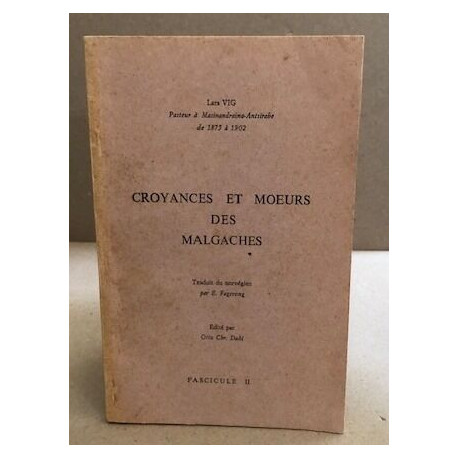 Lars VIG
Pasteur à Masinandraina-Antsirabe
de 1875 à 1902
CROYANCES ET MOEURS
DES
MALGACHES
Traduit du norvégien
par E. Fagereng
Edité par
Otto Chr. Dahl
FASCICULE II